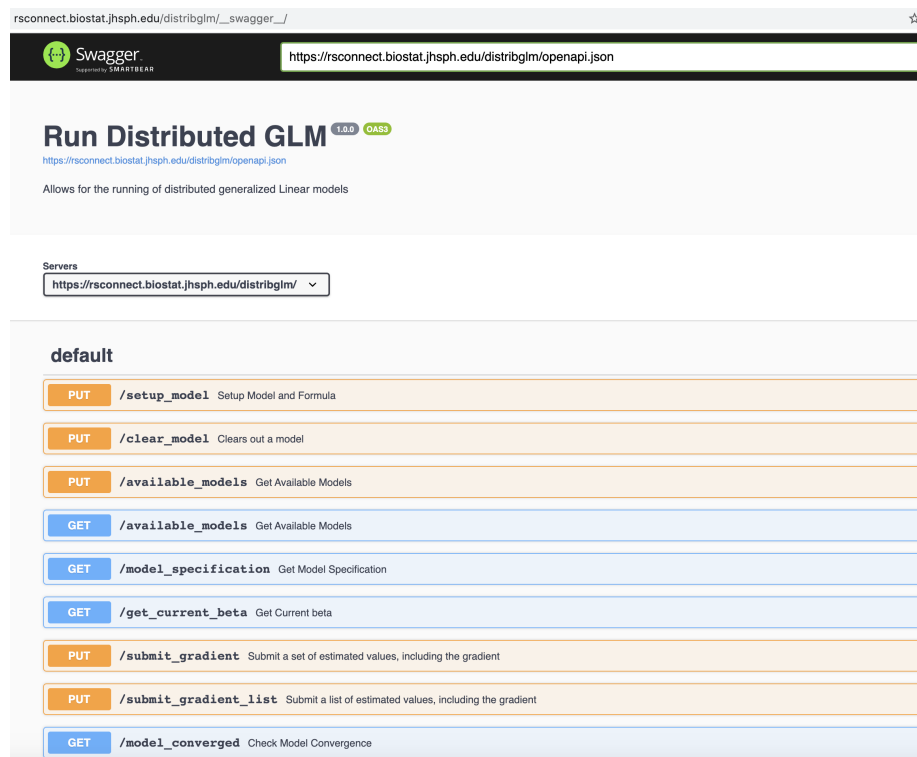 rsconnect.biostat.jhsph.edu/distribglm/__swagger__/
Swagger
Supported by SMARTBEAR
https://rsconnect.biostat.jhsph.edu/distribglm/openapi.json
Run Distributed GLM 1.0.0 OAS3
https://rsconnect.biostat.jhsph.edu/distribglm/openapi.json
Allows for the running of distributed generalized Linear models
Servers
https://rsconnect.biostat.jhsph.edu/distribglm/
default
PUT /setup_model Setup Model and Formula
PUT /clear_model Clears out a model
PUT /available_models Get Available Models
GET /available_models Get Available Models
GET /model_specification Get Model Specification
GET /get_current_beta Get Current beta
PUT /submit_gradient Submit a set of estimated values, including the gradient
PUT /submit_gradient_list Submit a list of estimated values, including the gradient
GET /model_converged Check Model Convergence